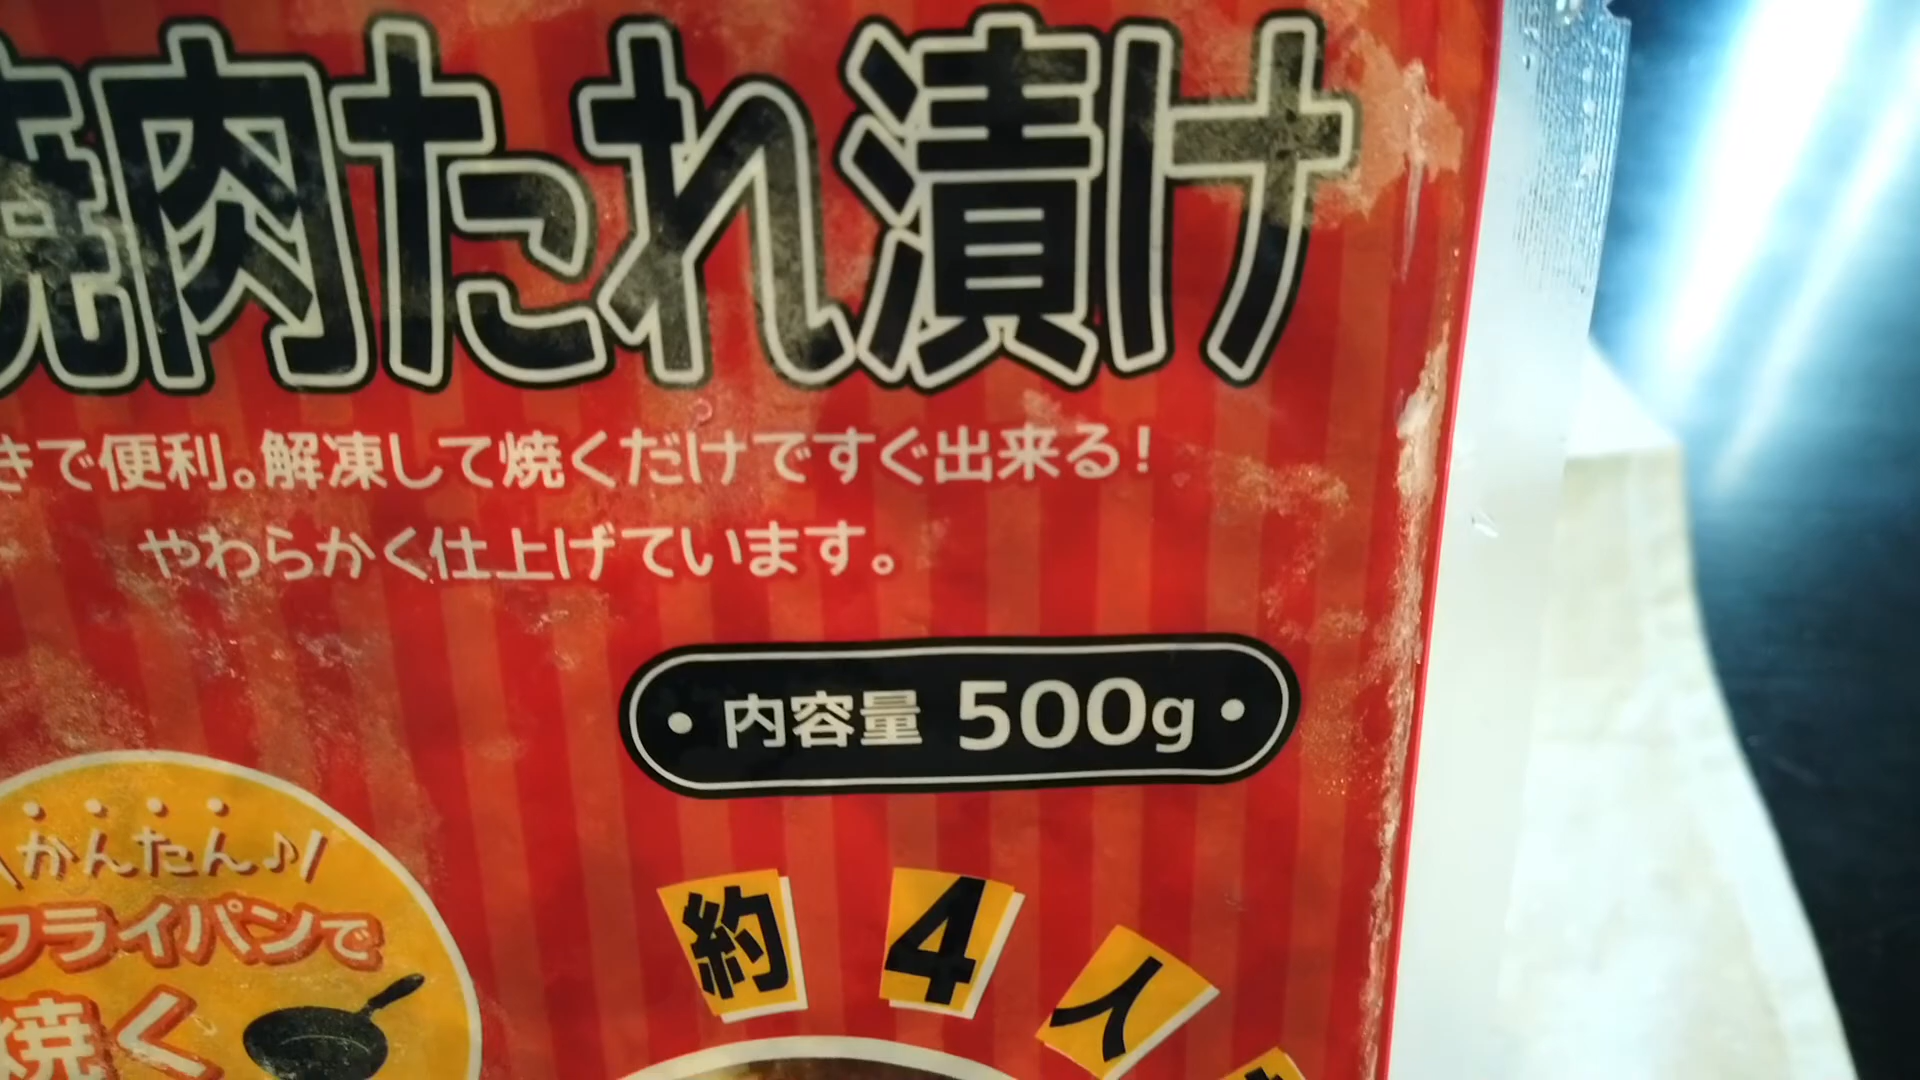 焼肉たれ漬け
きで便利。解凍して焼くだけですぐ出来る!
やわらかく仕上げています。
・内容量 500g・
かんたん♪
フライパンで
焼く
約4人